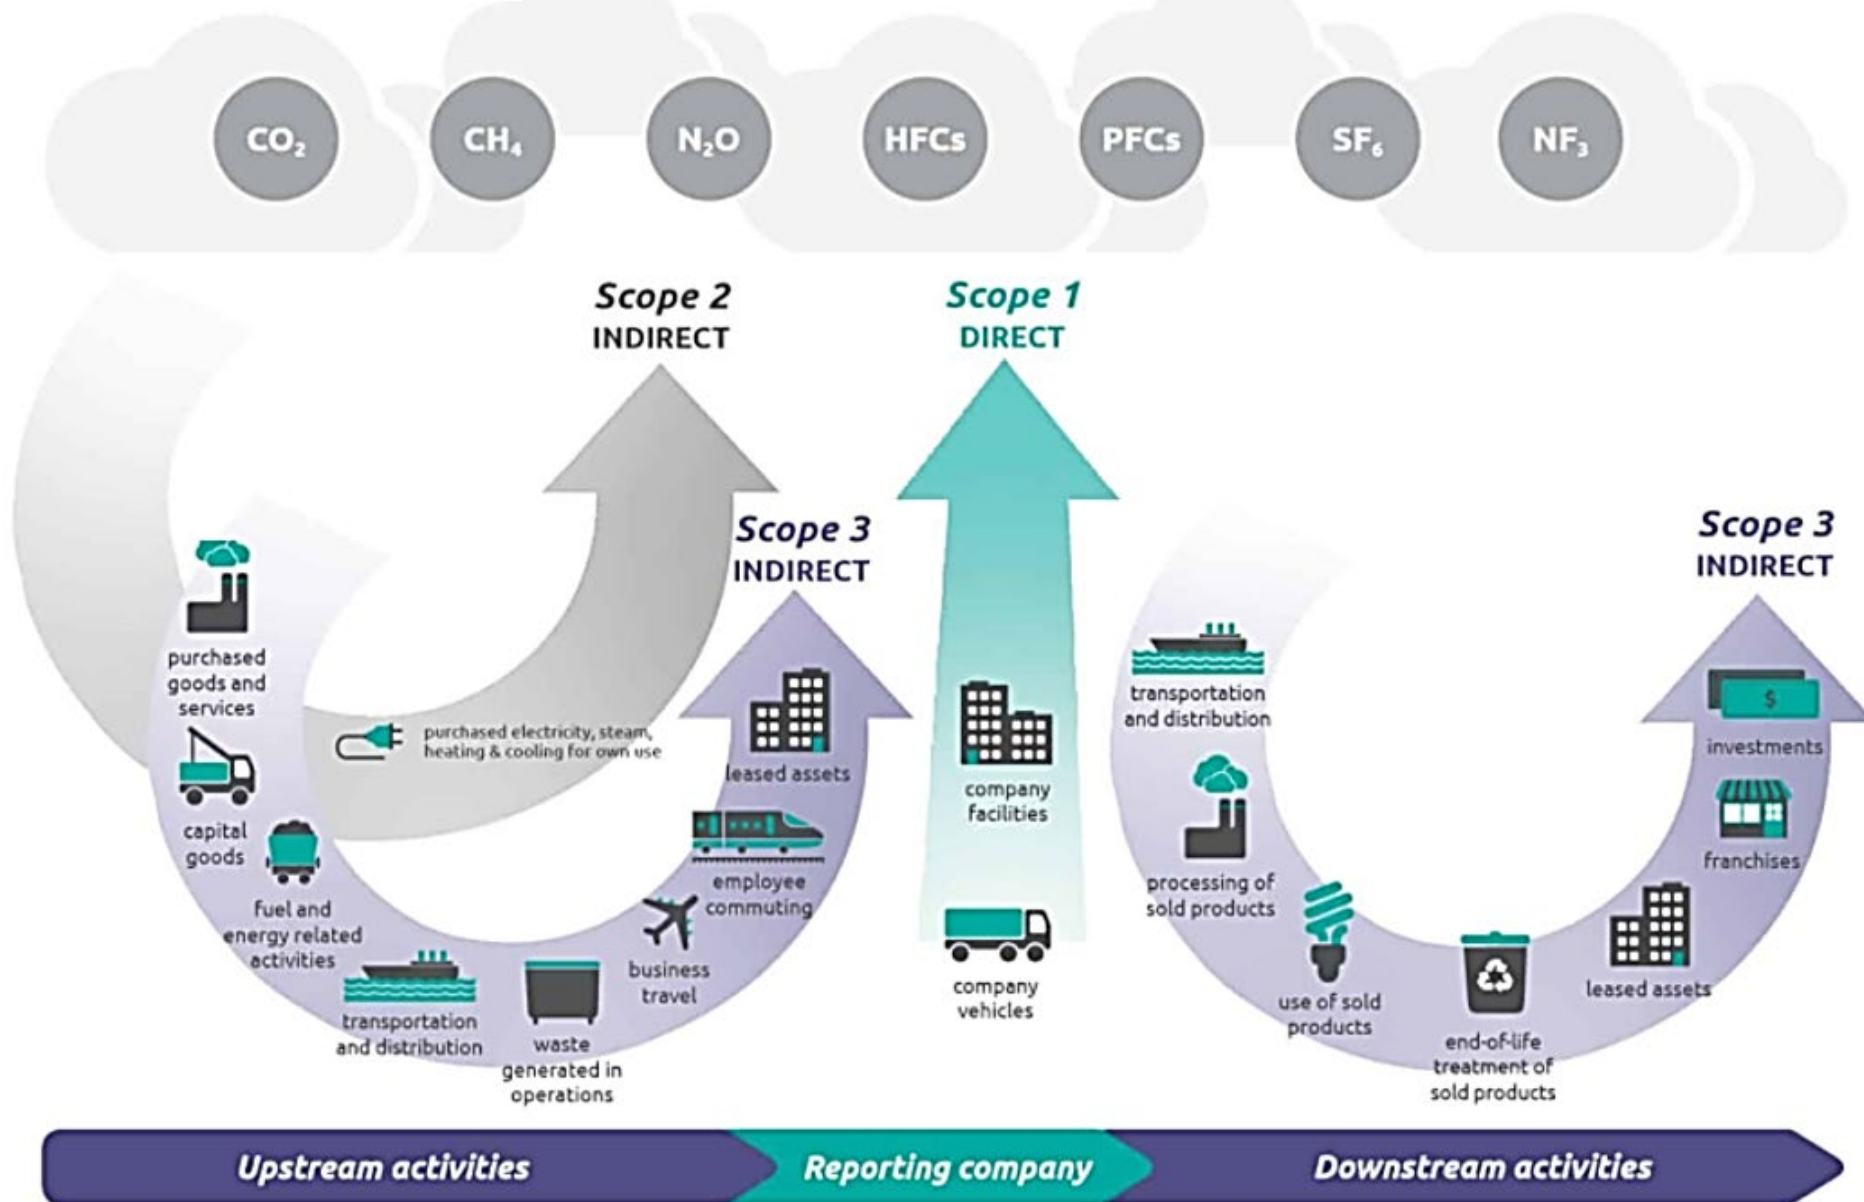 CO₂
CH₄
N₂O
HFCs
PFCs
SF₆
NF₃
Scope 2
INDIRECT
Scope 1
DIRECT
Scope 3
INDIRECT
Scope 3
INDIRECT
purchased
goods and
services
capital
goods
fuel and
energy related
activities
transportation
and distribution
waste
generated in
operations
business
travel
employee
commuting
leased assets
purchased electricity, steam,
heating & cooling for own use
company
facilities
company
vehicles
transportation
and distribution
processing of
sold products
use of sold
products
end-of-life
treatment of
sold products
leased assets
franchises
investments
$
Upstream activities
Reporting company
Downstream activities